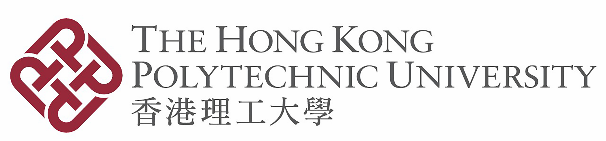 THE HONG KONG
POLYTECHNIC UNIVERSITY
香港理工大學